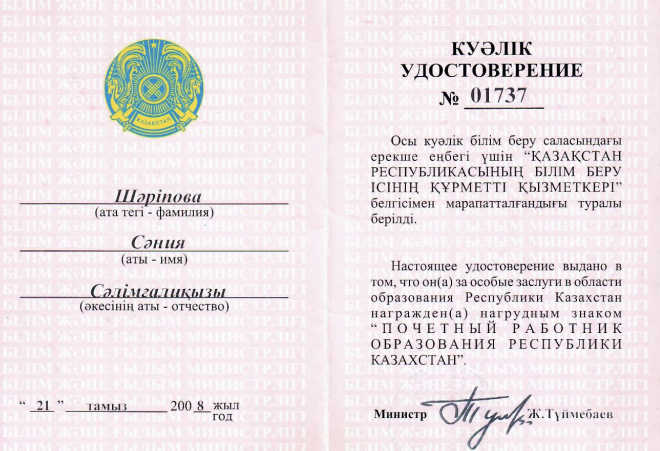 ҚАЗАҚСТАН
Шәріпова
(ата тегі - фамилия)
Сәния
(аты - имя)
Сәлімғалиқызы
(әкесінің аты - отчество)
“ 21 ” тамыз 200 8 жыл
год
КУӘЛІК
УДОСТОВЕРЕНИЕ
№ 01737
Осы куәлік білім беру саласындағы
ерекше еңбегі үшін “ҚАЗАҚСТАН
РЕСПУБЛИКАСЫНЫҢ БІЛІМ БЕРУ
ІСІНІҢ ҚҰРМЕТТІ ҚЫЗМЕТКЕРІ”
белгісімен марапатталғандығы туралы
берілді.
Настоящее удостоверение выдано в
том, что он(а) за особые заслуги в области
образования Республики Казахстан
награжден(а) нагрудным знаком
“ПОЧЕТНЫЙ РАБОТНИК
ОБРАЗОВАНИЯ РЕСПУБЛИКИ
КАЗАХСТАН”.
Министр Ж.Түймебаев